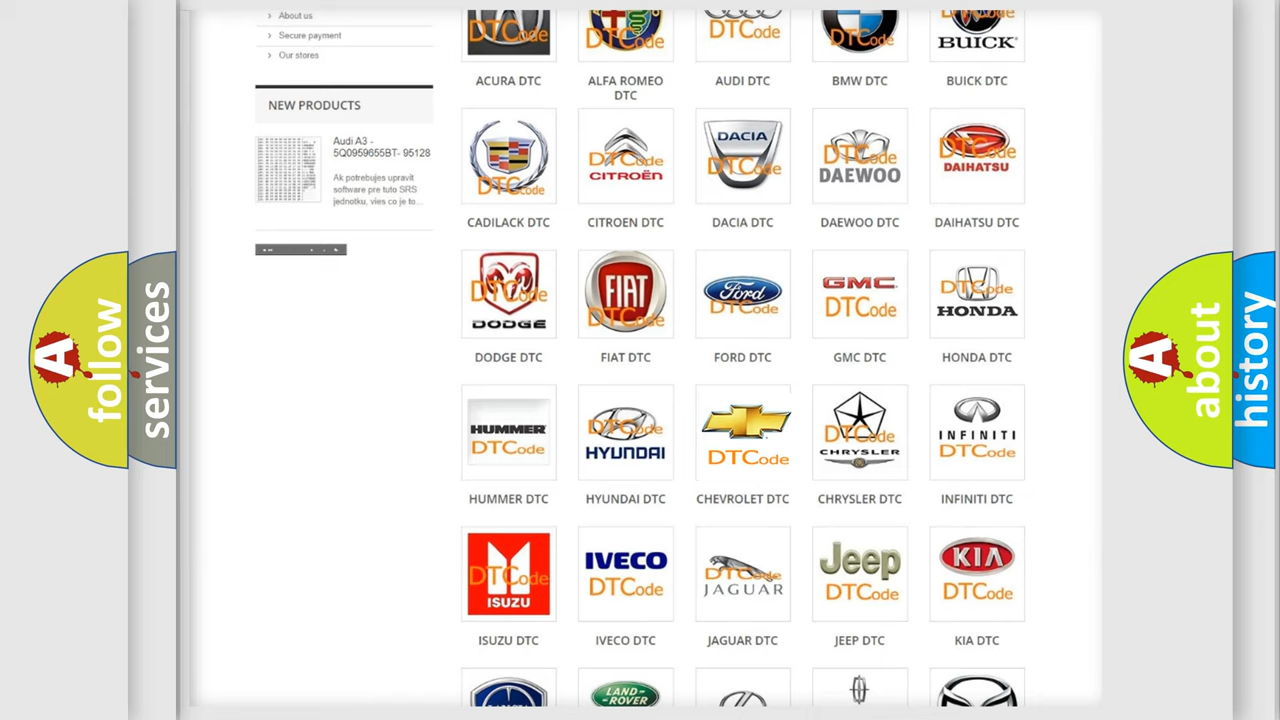 About us
Secure payment
Our stores
NEW PRODUCTS
Audi A3 -
5Q0959655BT- 95128
Ak potrebujes upravit
software pre tuto SRS
jednotku, vies co je to...
DTCode DTCode DTCode DTCode BUICK
ACURA DTC ALFA ROMEO DTC AUDI DTC BMW DTC BUICK DTC
DTCode DTCode CITROËN DACIA DTCode DTCode DAEWOO DTCode DAIHATSU
CADILACK DTC CITROEN DTC DACIA DTC DAEWOO DTC DAIHATSU DTC
DTCode DODGE FIAT DTCode Ford DTCode GMC DTCode DTCode HONDA
DODGE DTC FIAT DTC FORD DTC GMC DTC HONDA DTC
HUMMER DTCode DTCode HYUNDAI DTCode DTCode CHRYSLER INFINITI DTCode
HUMMER DTC HYUNDAI DTC CHEVROLET DTC CHRYSLER DTC INFINITI DTC
DTCode ISUZU IVECO DTCode DTCode JAGUAR Jeep DTCode KIA DTCode
ISUZU DTC IVECO DTC JAGUAR DTC JEEP DTC KIA DTC
LAND-ROVER
A follow
services
A about
history